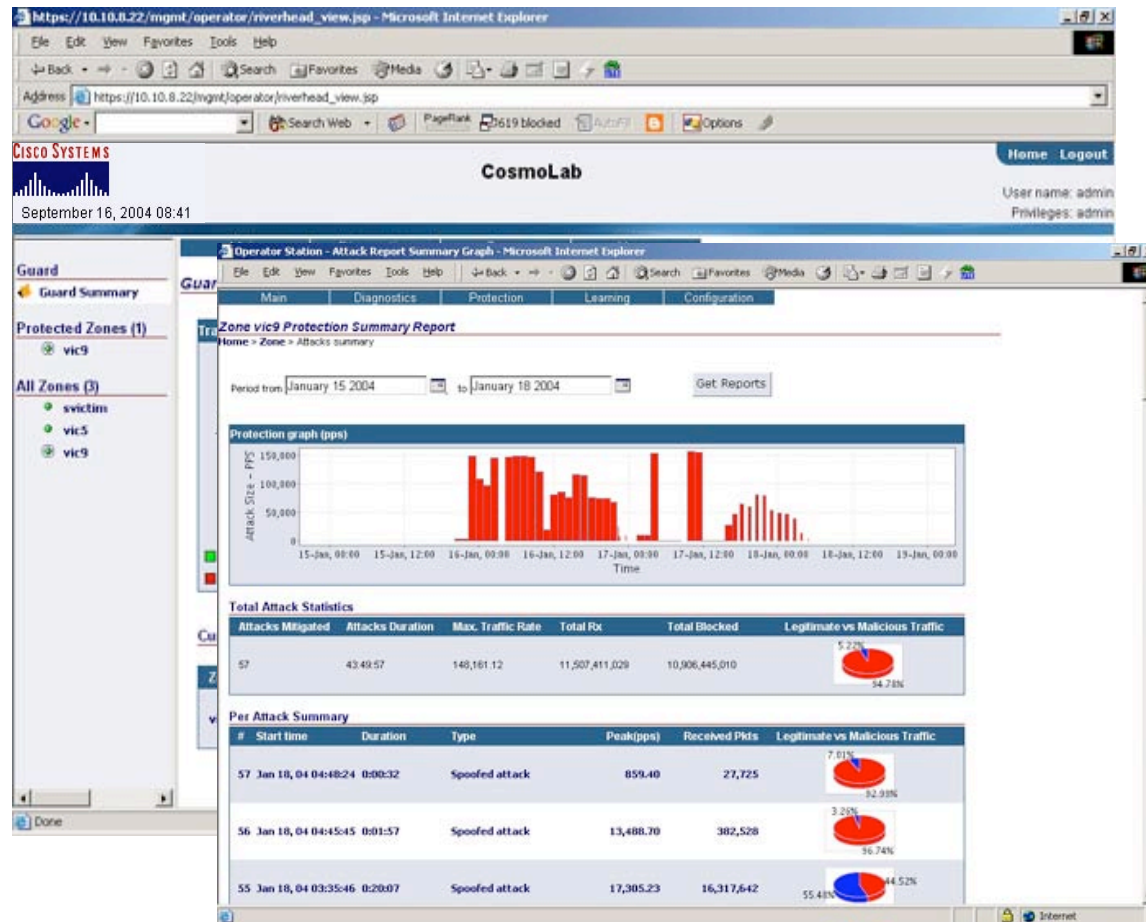 https://10.10.8.22/mgmt/operator/riverhead_view.jsp - Microsoft Internet Explorer
File Edit View Favorites Tools Help
Back Search Favorites Media
Address https://10.10.8.22/mgmt/operator/riverhead_view.jsp
Google Search Web PageRank 3619 blocked AutoFill Options
CISCO SYSTEMS
CosmoLab
Home Logout
User name: admin
Privileges: admin
September 16, 2004 08:41
Guard
Guard Summary
Protected Zones (1)
vic9
All Zones (3)
svictim
vic5
vic9
Done
Operator Station - Attack Report Summary Graph - Microsoft Internet Explorer
File Edit View Favorites Tools Help Back Search Favorites Media
Main Diagnostics Protection Learning Configuration
Zone vic9 Protection Summary Report
Home > Zone > Attacks summary
Period from January 15 2004 to January 18 2004 Get Reports
Protection graph (pps)
Attack Size - PPS
150,000
100,000
50,000
0
15-Jan, 00:00 15-Jan, 12:00 16-Jan, 00:00 16-Jan, 12:00 17-Jan, 00:00 17-Jan, 12:00 18-Jan, 00:00 18-Jan, 12:00 19-Jan, 00:00
Time
Total Attack Statistics
Attacks Mitigated Attacks Duration Max. Traffic Rate Total Rx Total Blocked Legitimate vs Malicious Traffic
57 43:49:57 148,161.12 11,507,411,029 10,906,445,010 5.22% 94.78%
Per Attack Summary
# Start time Duration Type Peak(pps) Received Pkts Legitimate vs Malicious Traffic
57 Jan 18, 04 04:48:24 0:00:32 Spoofed attack 859.40 27,725 7.01% 92.99%
56 Jan 18, 04 04:45:45 0:01:57 Spoofed attack 13,488.70 382,528 3.26% 96.74%
55 Jan 18, 04 03:35:46 0:20:07 Spoofed attack 17,305.23 16,317,642 55.48% 44.52%
Internet